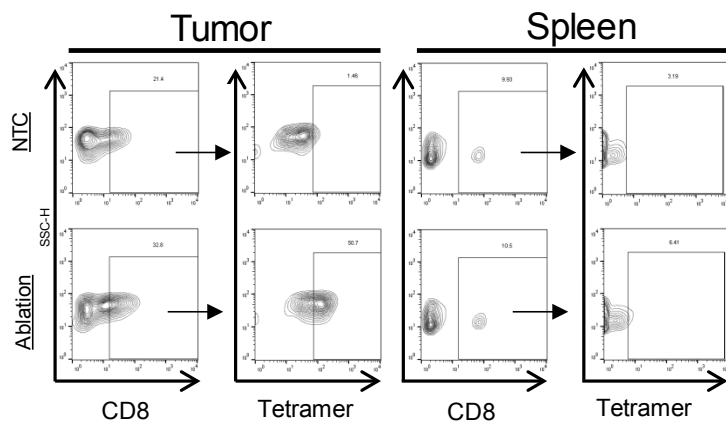 Tumor Spleen
NTC
21.4 1.46 9.93 3.19
SSC-H
Ablation
32.8 50.7 10.5 6.41
CD8 Tetramer CD8 Tetramer